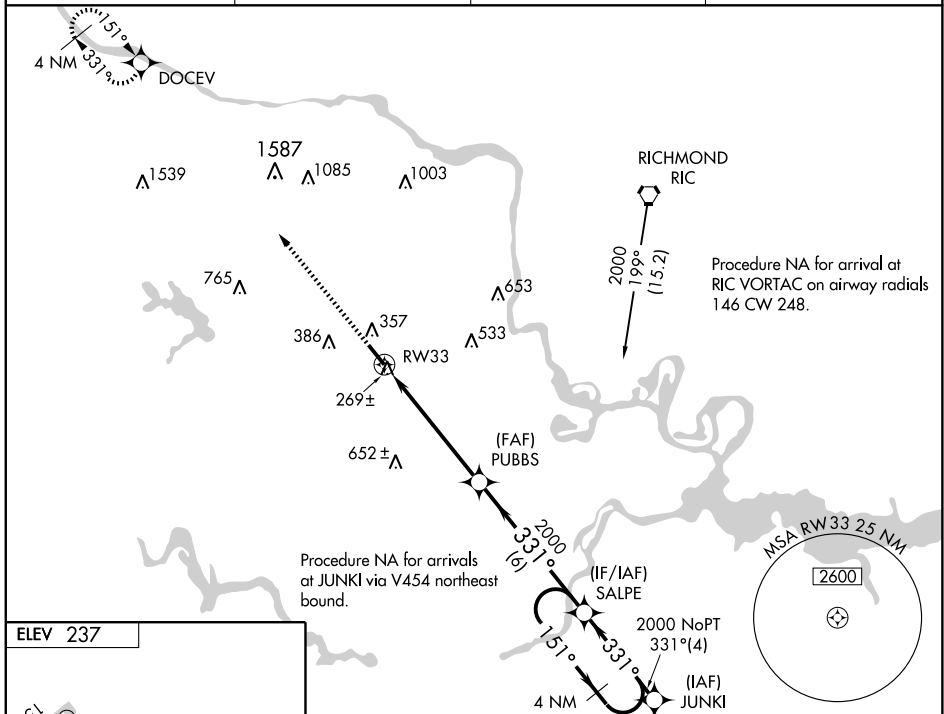 151°
4 NM
331°
DOCEV
1539
1587
1085
1003
RICHMOND
RIC
2000
199°
(15.2)
Procedure NA for arrival at
RIC VORTAC on airway radials
146 CW 248.
765
653
386
357
533
RW33
269±
652±
(FAF)
PUBBS
2000
331°
(6)
Procedure NA for arrivals
at JUNKI via V454 northeast
bound.
(IF/IAF)
SALPE
MSA RW33 25 NM
2600
2000 NoPT
331°(4)
331°
151°
4 NM
(IAF)
JUNKI
ELEV 237